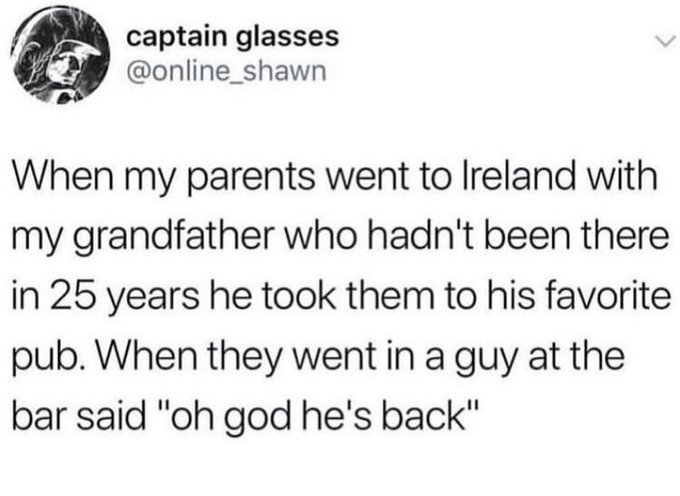 captain glasses
@online_shawn
When my parents went to Ireland with
my grandfather who hadn't been there
in 25 years he took them to his favorite
pub. When they went in a guy at the
bar said "oh god he's back"